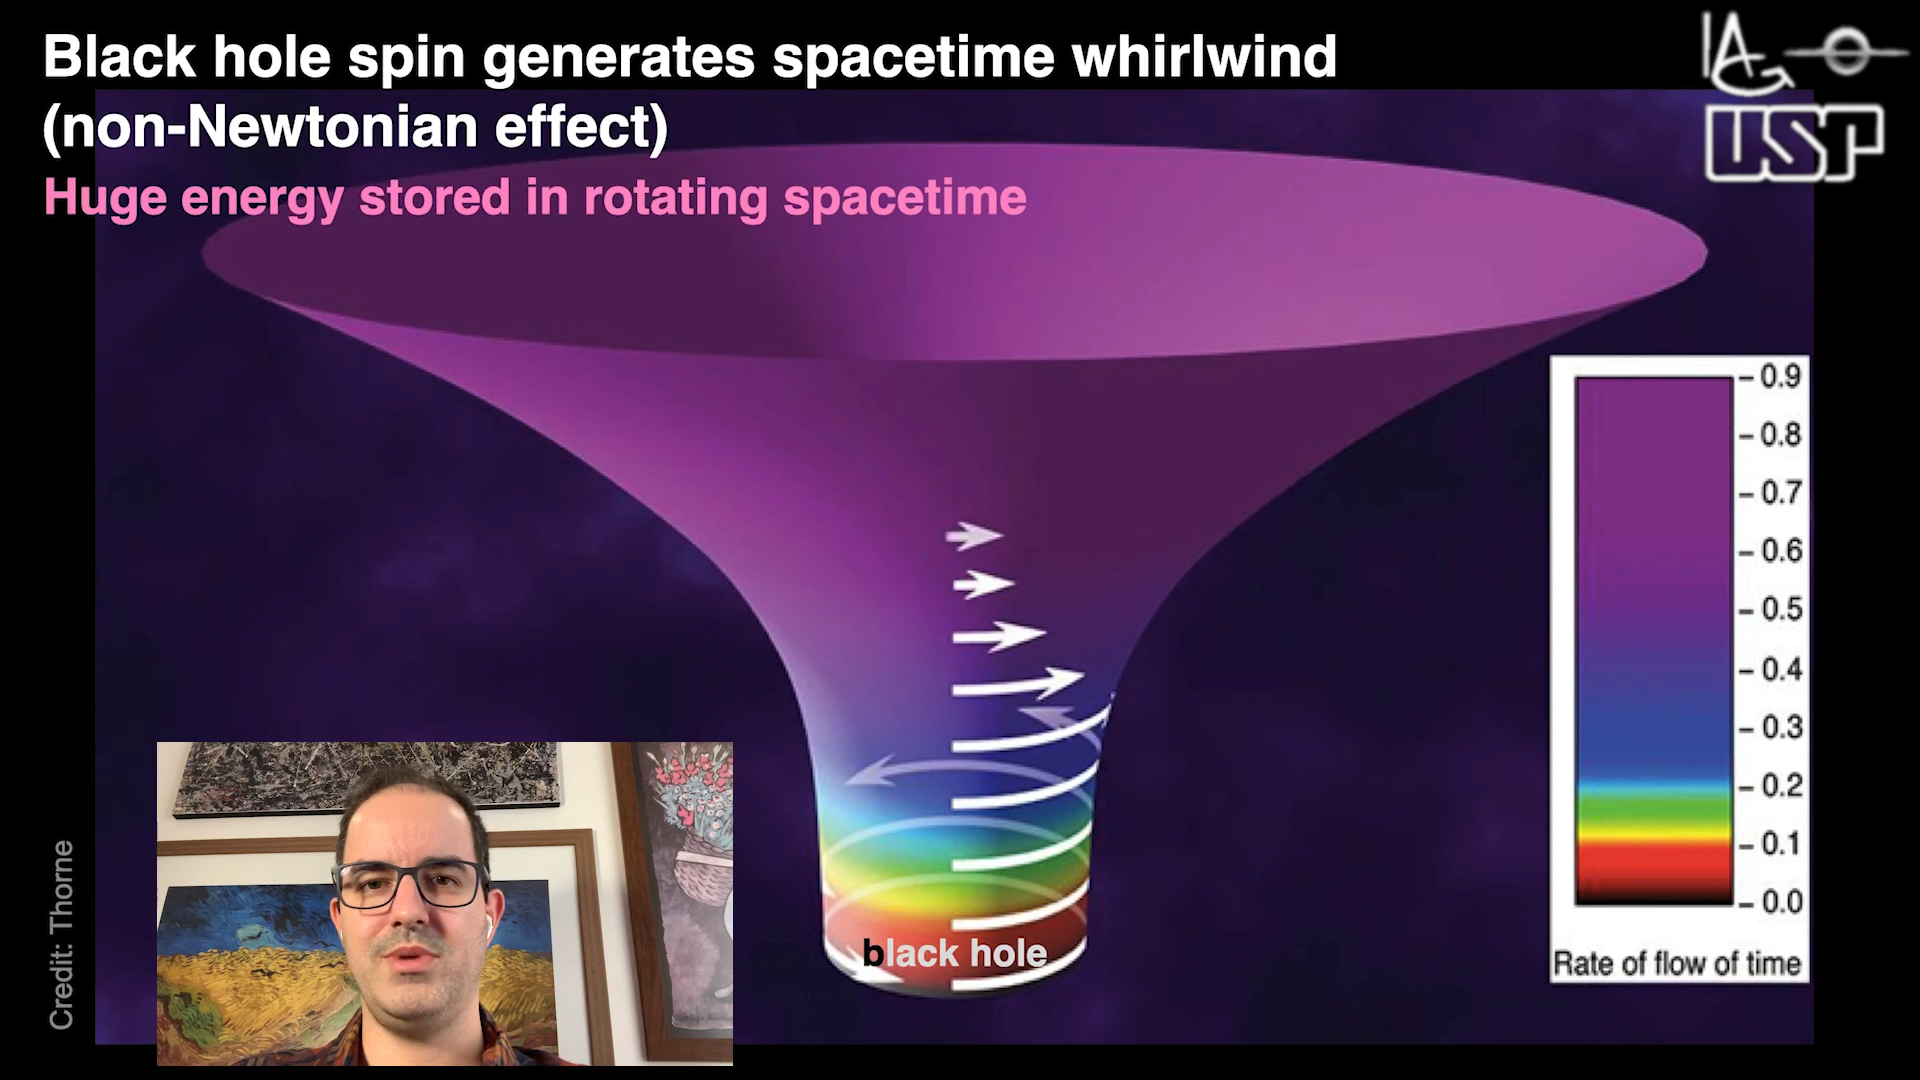 Black hole spin generates spacetime whirlwind
(non-Newtonian effect)
Huge energy stored in rotating spacetime
IAG
USP
0.9
0.8
0.7
0.6
0.5
0.4
0.3
0.2
0.1
0.0
Rate of flow of time
black hole
Credit: Thorne